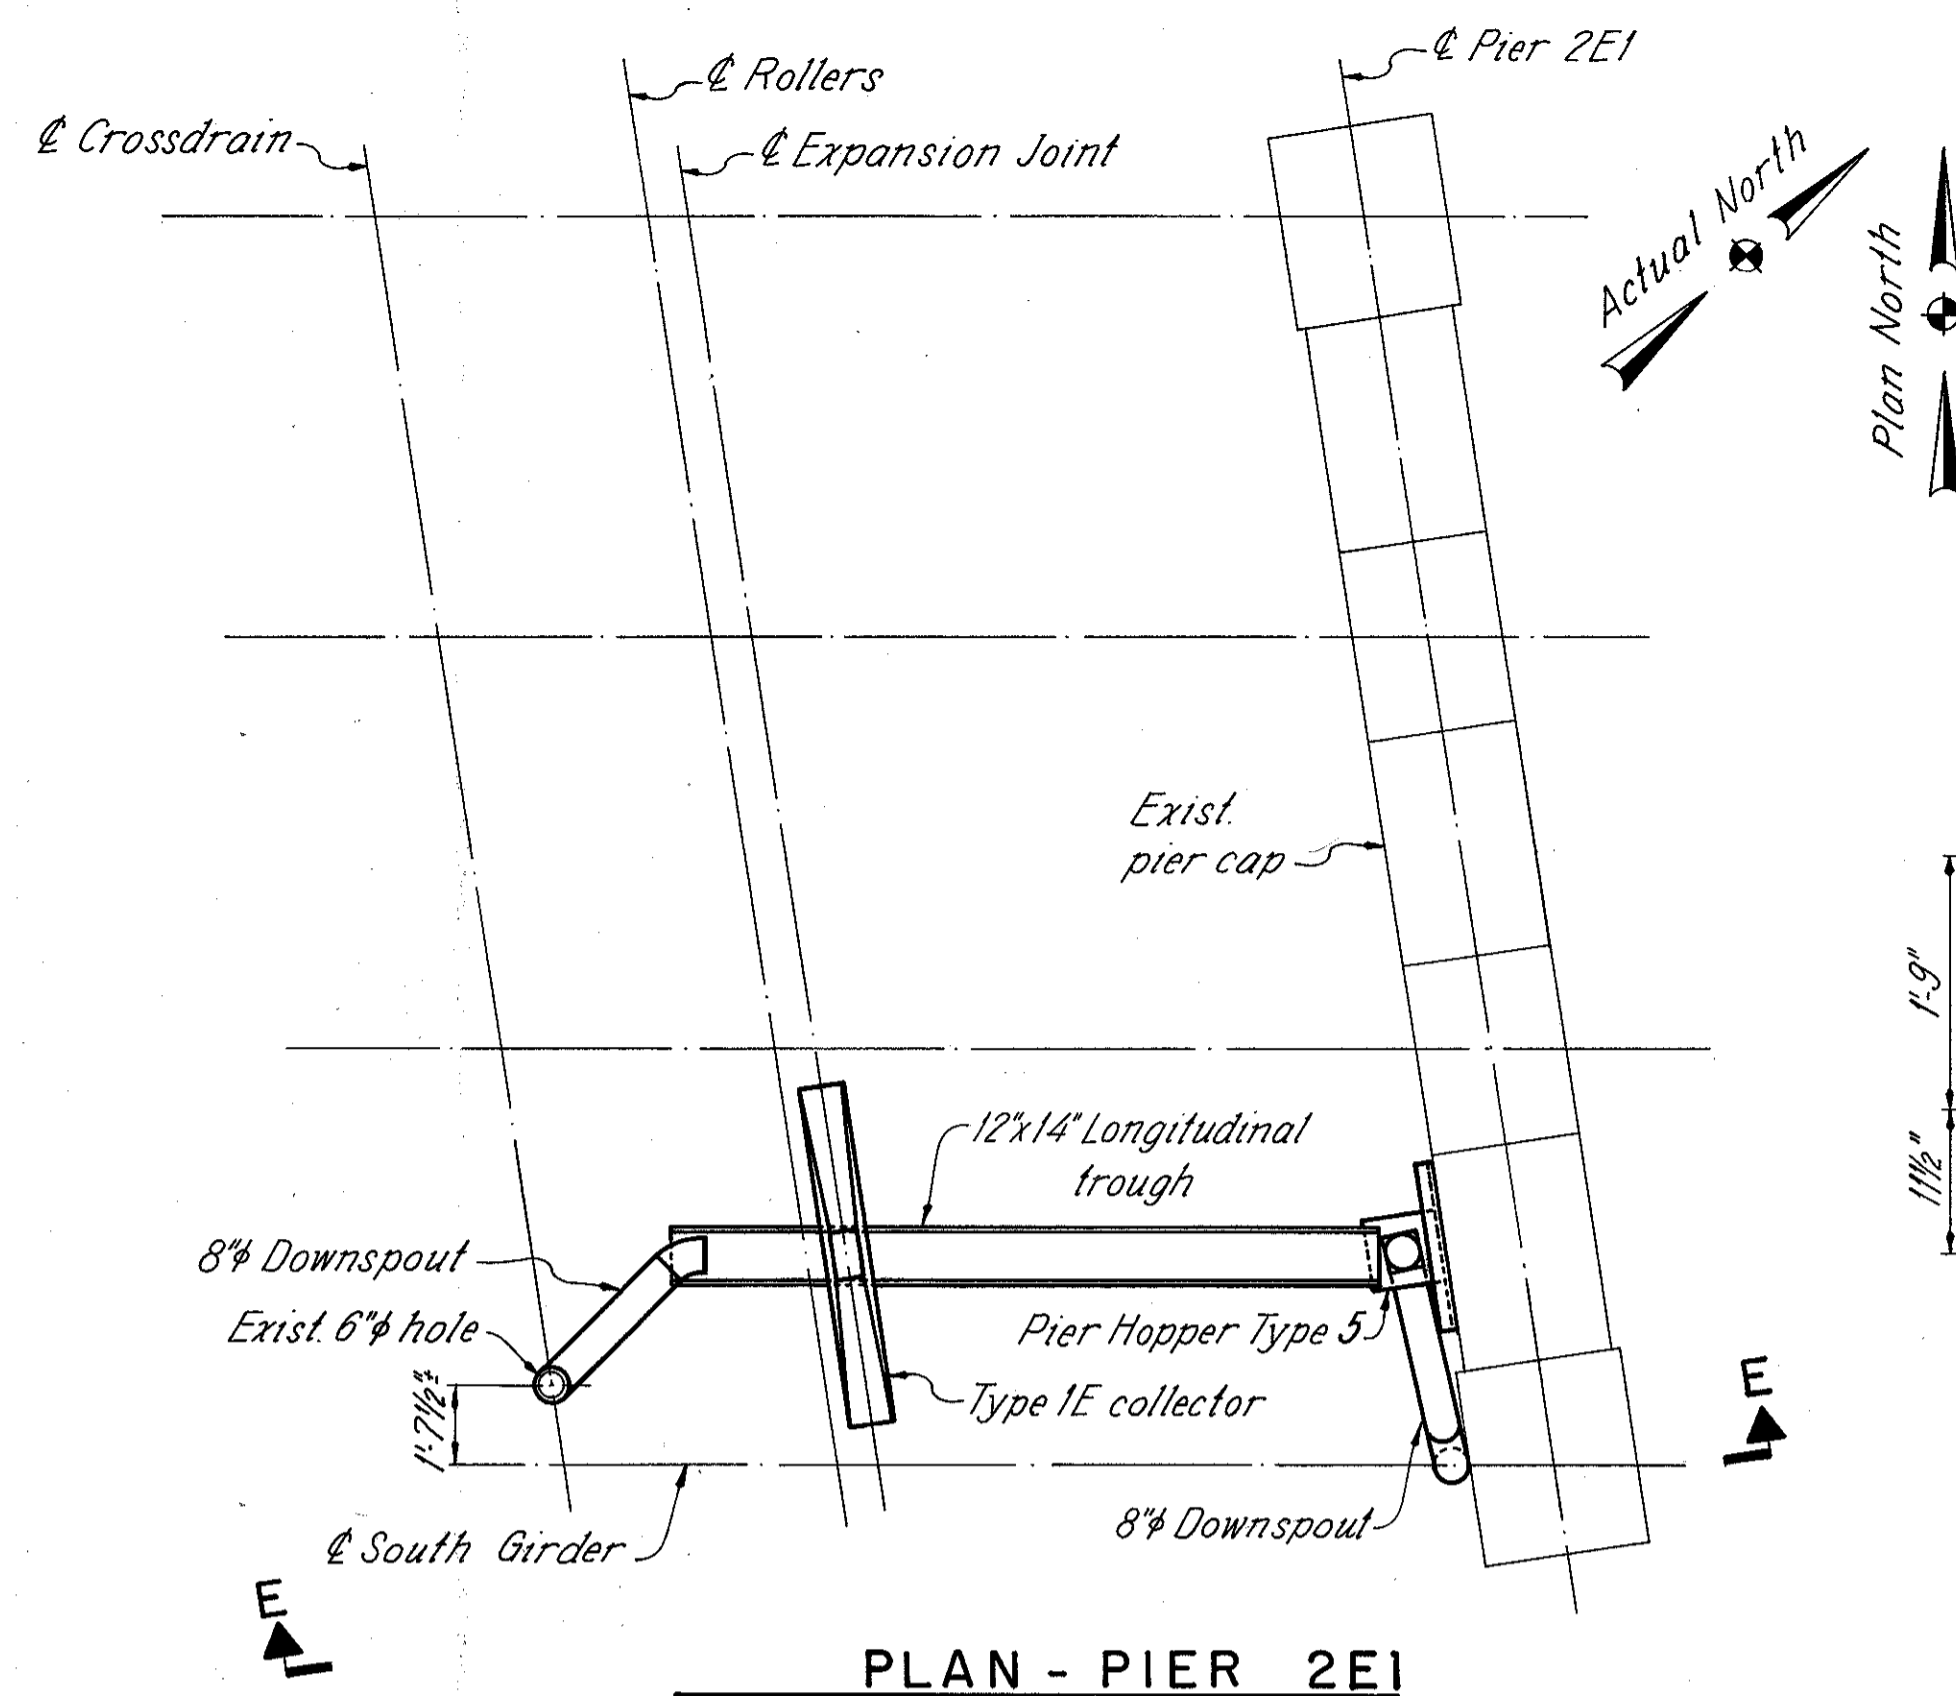 ℄ Pier 2E1
℄ Rollers
℄ Crossdrain
℄ Expansion Joint
Actual North
Plan North
Exist.
pier cap
1'-9"
11½"
12"x14" Longitudinal
trough
8"ϕ Downspout
Exist. 6"ϕ hole
Pier Hopper Type 5
1'-7½"±
Type 1E collector
E
8"ϕ Downspout
℄ South Girder
E
PLAN - PIER 2E1